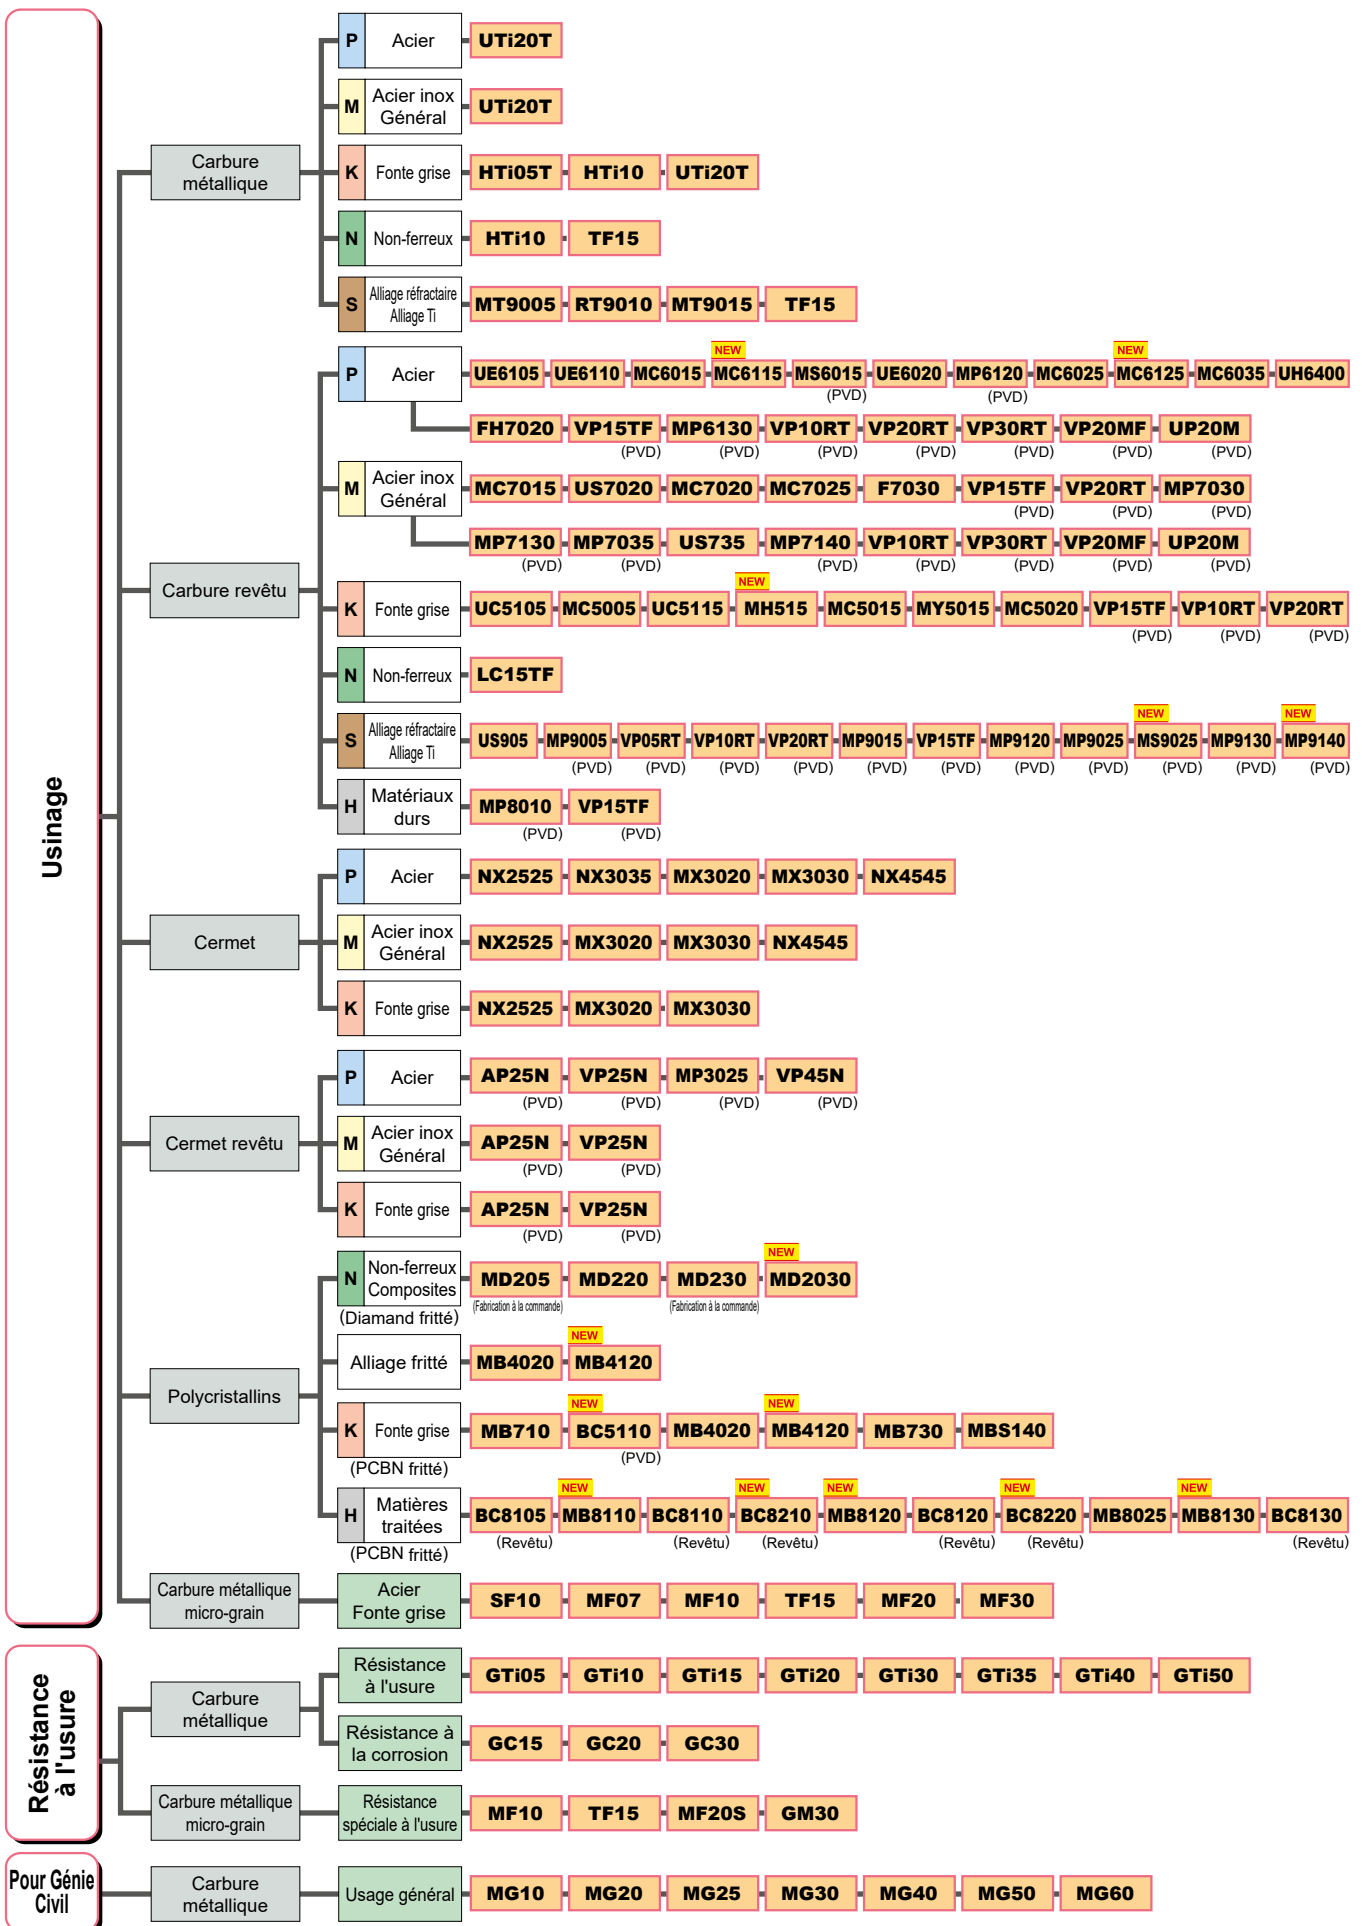 Usinage
Carbure
métallique
P Acier UTi20T
M Acier inox
Général UTi20T
K Fonte grise HTi05T HTi10 UTi20T
N Non-ferreux HTi10 TF15
S Alliage réfractaire
Alliage Ti MT9005 RT9010 MT9015 TF15
Carbure revêtu
NEW NEW
P Acier UE6105 UE6110 MC6015 MC6115 MS6015 UE6020 MP6120 MC6025 MC6125 MC6035 UH6400
(PVD) (PVD)
FH7020 VP15TF MP6130 VP10RT VP20RT VP30RT VP20MF UP20M
(PVD) (PVD) (PVD) (PVD) (PVD) (PVD) (PVD)
M Acier inox
Général MC7015 US7020 MC7020 MC7025 F7030 VP15TF VP20RT MP7030
(PVD) (PVD) (PVD)
MP7130 MP7035 US735 MP7140 VP10RT VP30RT VP20MF UP20M
(PVD) (PVD) (PVD) (PVD) (PVD) (PVD) (PVD)
NEW
K Fonte grise UC5105 MC5005 UC5115 MH515 MC5015 MY5015 MC5020 VP15TF VP10RT VP20RT
(PVD) (PVD) (PVD)
N Non-ferreux LC15TF
NEW NEW
S Alliage réfractaire
Alliage Ti US905 MP9005 VP05RT VP10RT VP20RT MP9015 VP15TF MP9120 MP9025 MS9025 MP9130 MP9140
(PVD) (PVD) (PVD) (PVD) (PVD) (PVD) (PVD) (PVD) (PVD) (PVD) (PVD)
H Matériaux
durs MP8010 VP15TF
(PVD) (PVD)
Cermet
P Acier NX2525 NX3035 MX3020 MX3030 NX4545
M Acier inox
Général NX2525 MX3020 MX3030 NX4545
K Fonte grise NX2525 MX3020 MX3030
Cermet revêtu
P Acier AP25N VP25N MP3025 VP45N
(PVD) (PVD) (PVD) (PVD)
M Acier inox
Général AP25N VP25N
(PVD) (PVD)
K Fonte grise AP25N VP25N
(PVD) (PVD)
Polycristallins
NEW
N Non-ferreux
Composites MD205 MD220 MD230 MD2030
(Fabrication à la commande) (Fabrication à la commande)
(Diamand fritté)
NEW
Alliage fritté MB4020 MB4120
NEW NEW
K Fonte grise MB710 BC5110 MB4020 MB4120 MB730 MBS140
(PVD)
(PCBN fritté)
NEW NEW NEW NEW NEW
H Matières
traitées BC8105 MB8110 BC8110 BC8210 MB8120 BC8120 BC8220 MB8025 MB8130 BC8130
(Revêtu) (Revêtu) (Revêtu) (Revêtu) (Revêtu) (Revêtu)
(PCBN fritté)
Carbure métallique
micro-grain
Acier
Fonte grise SF10 MF07 MF10 TF15 MF20 MF30
Résistance
à l'usure
Carbure
métallique
Résistance
à l'usure GTi05 GTi10 GTi15 GTi20 GTi30 GTi35 GTi40 GTi50
Résistance à
la corrosion GC15 GC20 GC30
Carbure métallique
micro-grain
Résistance
spéciale à l'usure MF10 TF15 MF20S GM30
Pour Génie
Civil
Carbure
métallique
Usage général MG10 MG20 MG25 MG30 MG40 MG50 MG60